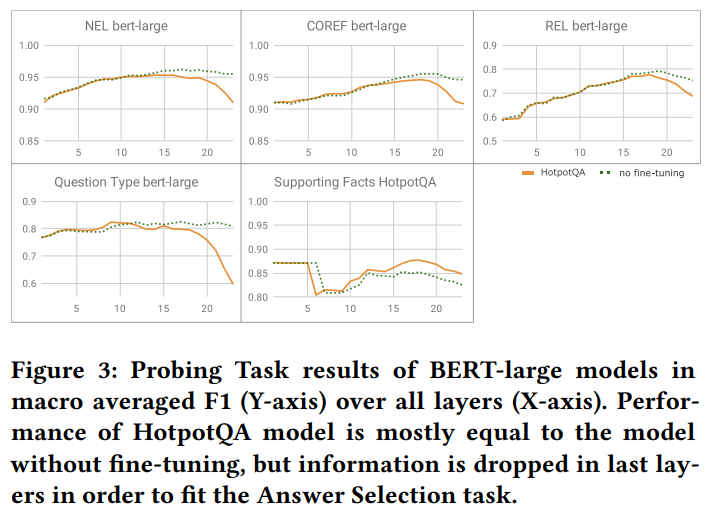 NEL bert-large
1.00
0.95
0.90
0.85
5 10 15 20
COREF bert-large
1.00
0.95
0.90
0.85
5 10 15 20
REL bert-large
0.9
0.8
0.7
0.6
0.5
5 10 15 20
HotpotQA no fine-tuning
Question Type bert-large
0.9
0.8
0.7
0.6
5 10 15 20
Supporting Facts HotpotQA
1.00
0.95
0.90
0.85
0.80
5 10 15 20
Figure 3: Probing Task results of BERT-large models in
macro averaged F1 (Y-axis) over all layers (X-axis). Perfor-
mance of HotpotQA model is mostly equal to the model
without fine-tuning, but information is dropped in last lay-
ers in order to fit the Answer Selection task.